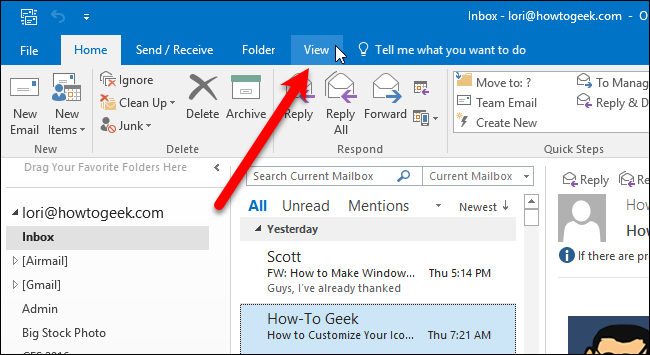 Inbox - lori@howtogeek.com - O
File Home Send / Receive Folder View Tell me what you want to do
New Email
New Items
Ignore
Clean Up
Junk
Delete
Archive
Reply
Reply All
Forward
Move to: ?
Team Email
Create New
To Manag
Reply & D
New Delete Respond Quick Steps
Drag Your Favorite Folders Here
lori@howtogeek.com
Inbox
[Airmail]
[Gmail]
Admin
Big Stock Photo
CES 2016
Search Current Mailbox Current Mailbox
All Unread Mentions Newest
Yesterday
Scott
FW: How to Make Window... Thu 5:14 PM
Guys, I've already thanked
How-To Geek
How to Customize Your Ico... Thu 7:21 AM
Reply Reply
How
How-
If there are pr